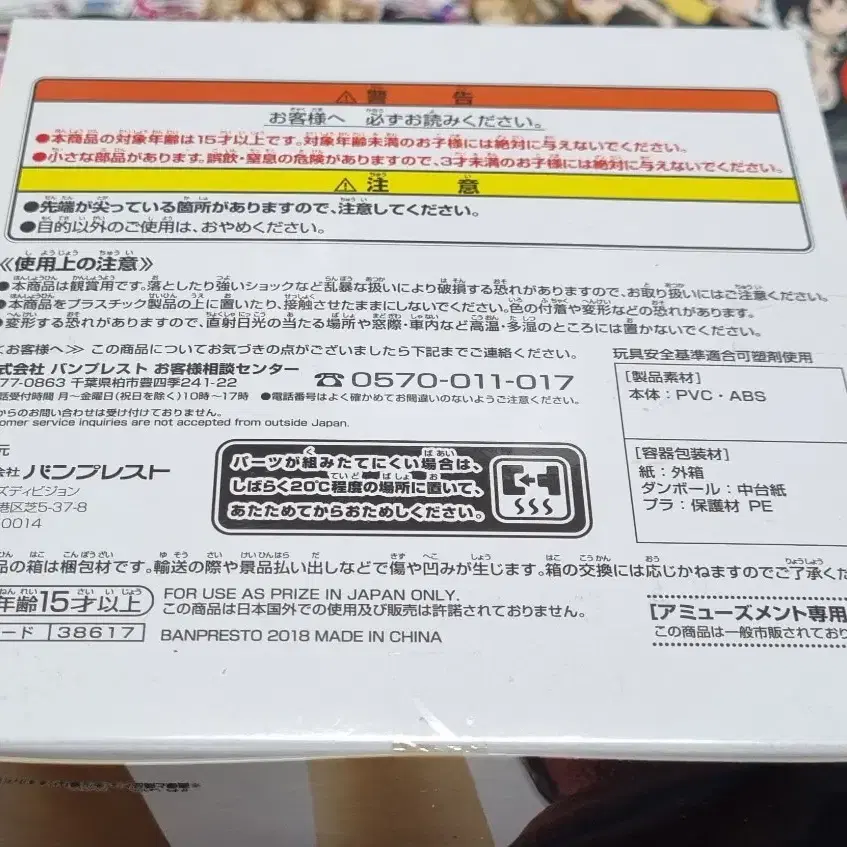 ⚠警告
お客様へ 必ずお読みください。
●本商品の対象年齢は15才以上です。対象年齢未満のお子様には絶対に与えないでください。
●小さな部品があります。誤飲・窒息の危険がありますので、3才未満のお子様には絶対に与えないでください。
⚠注意
●先端が尖っている箇所がありますので、注意してください。
●目的以外のご使用は、おやめください。
≪使用上の注意≫
●本商品は観賞用です。落としたり強いショックなど乱暴な扱いにより破損する恐れがありますので、お取り扱いにはご注意ください。
●本商品をプラスチック製品の上に置いたり、接触させたままにしないでください。色の付着や変形などの恐れがあります。
●変形する恐れがありますので、直射日光の当たる場所や窓際・車内など高温・多湿のところには置かないでください。
てお客様へ≫ この商品についてお気づきの点がございましたら下記までご連絡ください。
式会社 バンプレスト お客様相談センター
77-0863 千葉県柏市豊四季241-22
☎0570-011-017
話受付時間 月～金曜日(祝日を除く)10時～17時 ●電話番号はよく確かめてお間違いのないようご注意ください。
からのお問い合わせは受け付けておりません。
omer service inquiries are not accepted from outside Japan.
玩具安全基準適合可塑剤使用
[製品素材]
本体：PVC・ABS
[容器包装材]
紙：外箱
ダンボール：中台紙
プラ：保護材 PE
元
会社 バンプレスト
ズディビジョン
港区芝5-37-8
0014
パーツが組みたてにくい場合は、
しばらく20℃程度の場所に置いて、
あたためてからおためしください。
品の箱は梱包材です。輸送の際や景品払い出しなどで傷や凹みが生じます。箱の交換には応じかねますのでご了承くだ
年齢15才以上
FOR USE AS PRIZE IN JAPAN ONLY.
この商品は日本国外での使用及び販売は許諾されておりません。
ード 38617
BANPRESTO 2018 MADE IN CHINA
[アミューズメント専用
この商品は一般市販されており